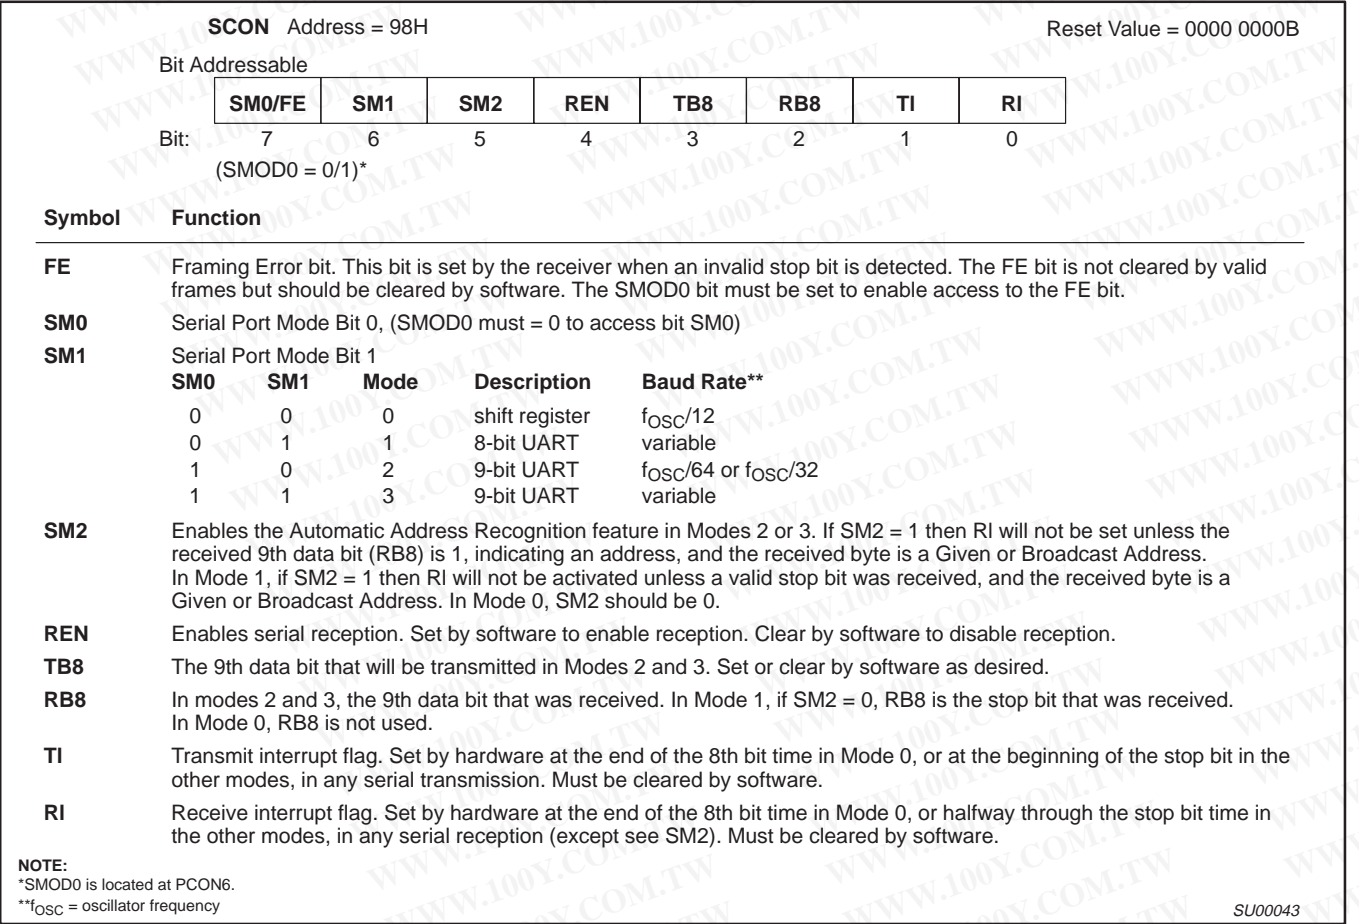 SCON Address = 98H Reset Value = 0000 0000B
Bit Addressable
SM0/FE SM1 SM2 REN TB8 RB8 TI RI
Bit: 7 6 5 4 3 2 1 0
(SMOD0 = 0/1)*
Symbol Function
FE Framing Error bit. This bit is set by the receiver when an invalid stop bit is detected. The FE bit is not cleared by valid
frames but should be cleared by software. The SMOD0 bit must be set to enable access to the FE bit.
SM0 Serial Port Mode Bit 0, (SMOD0 must = 0 to access bit SM0)
SM1 Serial Port Mode Bit 1
SM0 SM1 Mode Description Baud Rate**
0 0 0 shift register fOSC/12
0 1 1 8-bit UART variable
1 0 2 9-bit UART fOSC/64 or fOSC/32
1 1 3 9-bit UART variable
SM2 Enables the Automatic Address Recognition feature in Modes 2 or 3. If SM2 = 1 then RI will not be set unless the
received 9th data bit (RB8) is 1, indicating an address, and the received byte is a Given or Broadcast Address.
In Mode 1, if SM2 = 1 then RI will not be activated unless a valid stop bit was received, and the received byte is a
Given or Broadcast Address. In Mode 0, SM2 should be 0.
REN Enables serial reception. Set by software to enable reception. Clear by software to disable reception.
TB8 The 9th data bit that will be transmitted in Modes 2 and 3. Set or clear by software as desired.
RB8 In modes 2 and 3, the 9th data bit that was received. In Mode 1, if SM2 = 0, RB8 is the stop bit that was received.
In Mode 0, RB8 is not used.
TI Transmit interrupt flag. Set by hardware at the end of the 8th bit time in Mode 0, or at the beginning of the stop bit in the
other modes, in any serial transmission. Must be cleared by software.
RI Receive interrupt flag. Set by hardware at the end of the 8th bit time in Mode 0, or halfway through the stop bit time in
the other modes, in any serial reception (except see SM2). Must be cleared by software.
NOTE:
*SMOD0 is located at PCON6.
**fOSC = oscillator frequency
SU00043
WWW.100Y.COM.TW